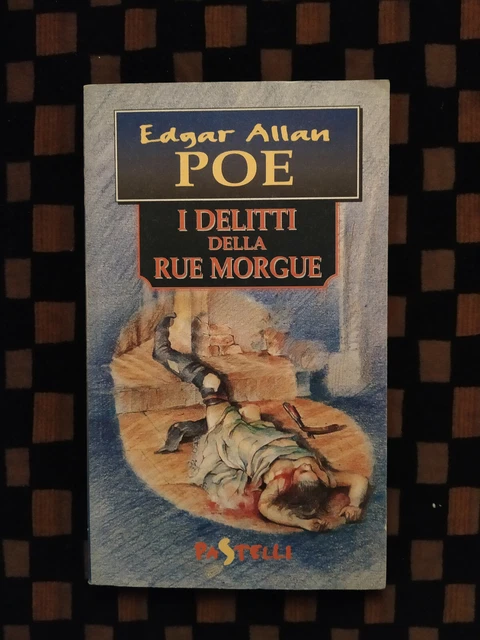 Edgar Allan
POE
I DELITTI
DELLA
RUE MORGUE
PaStelli